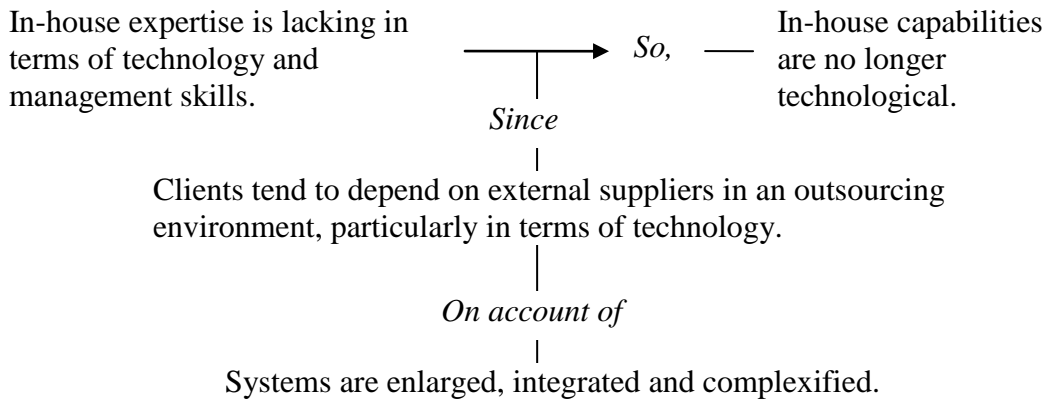 In-house expertise is lacking in
terms of technology and
management skills.
So,
In-house capabilities
are no longer
technological.
Since
Clients tend to depend on external suppliers in an outsourcing
environment, particularly in terms of technology.
On account of
Systems are enlarged, integrated and complexified.